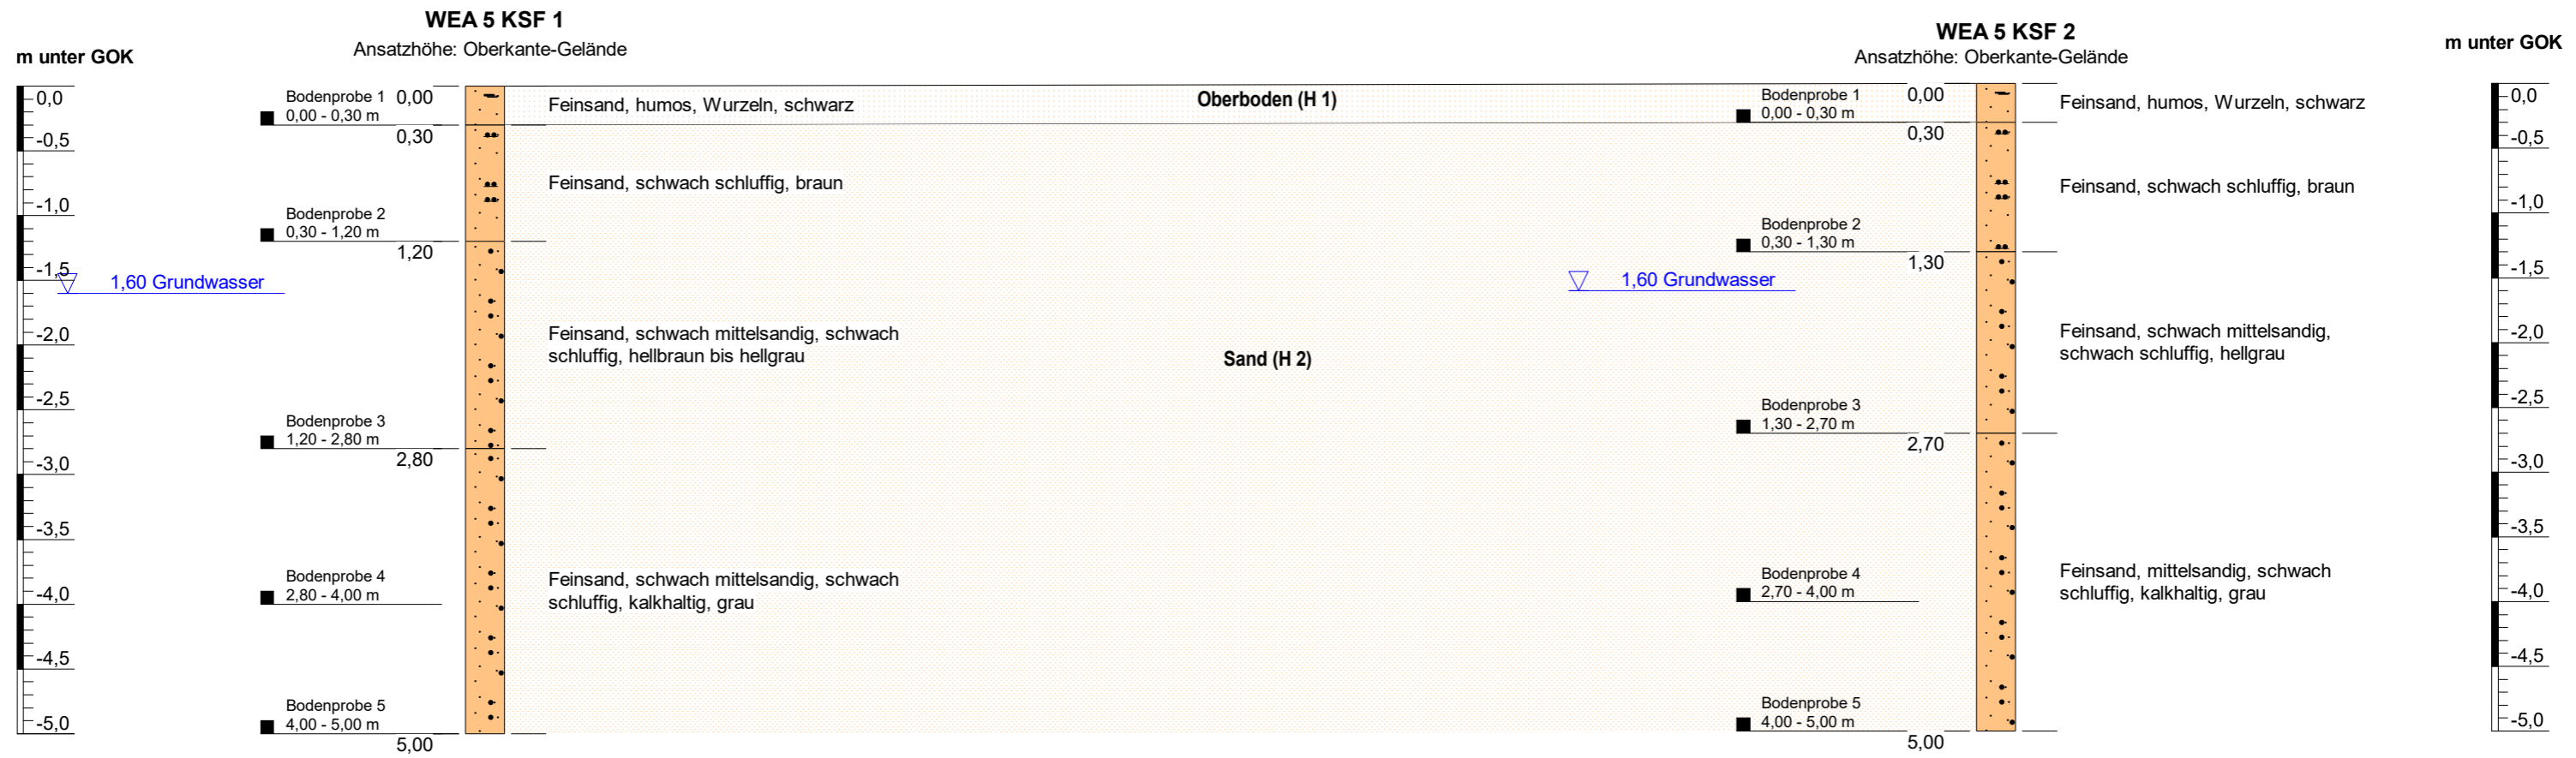 WEA 5 KSF 1
Ansatzhöhe: Oberkante-Gelände
m unter GOK
0,0
-0,5
-1,0
-1,5
-2,0
-2,5
-3,0
-3,5
-4,0
-4,5
-5,0
Bodenprobe 1
0,00 - 0,30 m
0,00
0,30
Bodenprobe 2
0,30 - 1,20 m
1,20
1,60 Grundwasser
Bodenprobe 3
1,20 - 2,80 m
2,80
Bodenprobe 4
2,80 - 4,00 m
Bodenprobe 5
4,00 - 5,00 m
5,00
Feinsand, humos, Wurzeln, schwarz
Feinsand, schwach schluffig, braun
Feinsand, schwach mittelsandig, schwach
schluffig, hellbraun bis hellgrau
Feinsand, schwach mittelsandig, schwach
schluffig, kalkhaltig, grau
Oberboden (H 1)
Sand (H 2)
WEA 5 KSF 2
Ansatzhöhe: Oberkante-Gelände
Bodenprobe 1
0,00 - 0,30 m
0,00
0,30
Bodenprobe 2
0,30 - 1,30 m
1,30
1,60 Grundwasser
Bodenprobe 3
1,30 - 2,70 m
2,70
Bodenprobe 4
2,70 - 4,00 m
Bodenprobe 5
4,00 - 5,00 m
5,00
Feinsand, humos, Wurzeln, schwarz
Feinsand, schwach schluffig, braun
Feinsand, schwach mittelsandig,
schwach schluffig, hellgrau
Feinsand, mittelsandig, schwach
schluffig, kalkhaltig, grau
m unter GOK
0,0
-0,5
-1,0
-1,5
-2,0
-2,5
-3,0
-3,5
-4,0
-4,5
-5,0